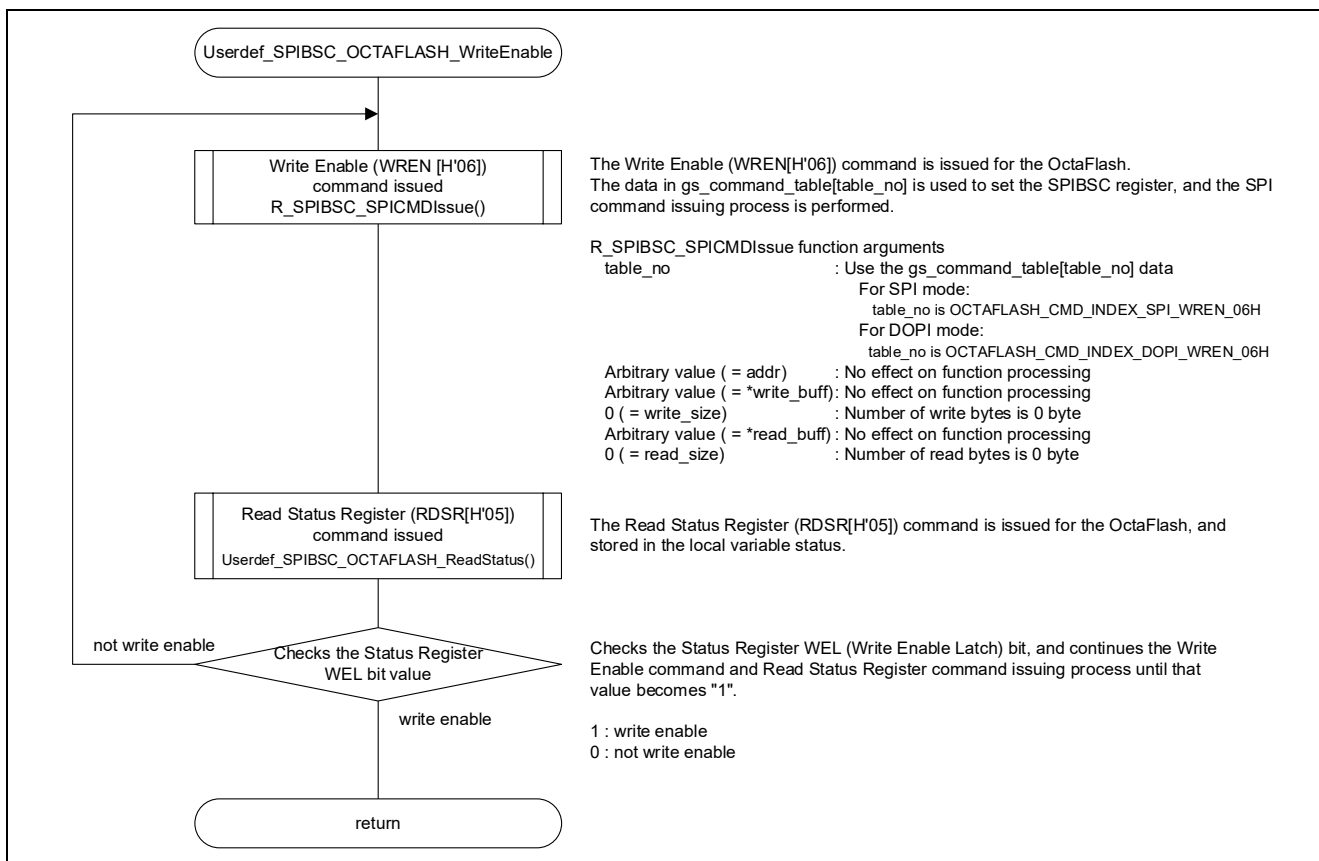 Userdef_SPIBSC_OCTAFLASH_WriteEnable
Write Enable (WREN [H'06])
command issued
R_SPIBSC_SPICMDIssue()
The Write Enable (WREN[H'06]) command is issued for the OctaFlash.
The data in gs_command_table[table_no] is used to set the SPIBSC register, and the SPI
command issuing process is performed.
R_SPIBSC_SPICMDIssue function arguments
table_no : Use the gs_command_table[table_no] data
For SPI mode:
table_no is OCTAFLASH_CMD_INDEX_SPI_WREN_06H
For DOPI mode:
table_no is OCTAFLASH_CMD_INDEX_DOPI_WREN_06H
Arbitrary value ( = addr) : No effect on function processing
Arbitrary value ( = *write_buff) : No effect on function processing
0 ( = write_size) : Number of write bytes is 0 byte
Arbitrary value ( = *read_buff) : No effect on function processing
0 ( = read_size) : Number of read bytes is 0 byte
Read Status Register (RDSR[H'05])
command issued
Userdef_SPIBSC_OCTAFLASH_ReadStatus()
The Read Status Register (RDSR[H'05]) command is issued for the OctaFlash, and
stored in the local variable status.
not write enable
Checks the Status Register
WEL bit value
write enable
Checks the Status Register WEL (Write Enable Latch) bit, and continues the Write
Enable command and Read Status Register command issuing process until that
value becomes "1".
1 : write enable
0 : not write enable
return